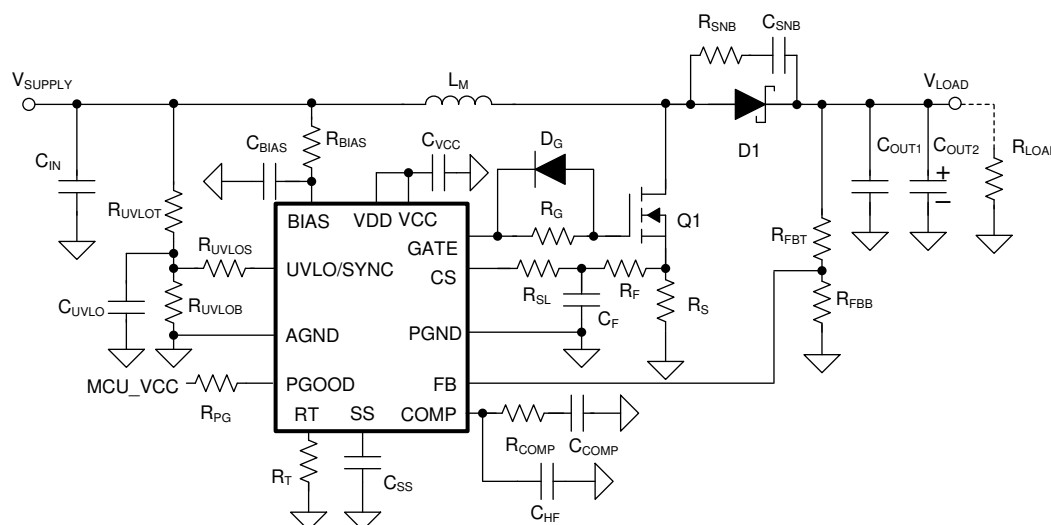 RSNB
CSNB
VSUPPLY
LM
VLOAD
D1
CIN
CBIAS
RBIAS
CVCC
DG
COUT1
COUT2
+
–
RLOAD
RUVLOT
BIAS
VDD
VCC
RG
Q1
GATE
RUVLOS
UVLO/SYNC
CS
RSL
RF
RFBT
CUVLO
RUVLOB
CF
RS
RFBB
AGND
PGND
MCU_VCC
PGOOD
FB
RPG
RT
SS
COMP
RCOMP
CCOMP
RT
CSS
CHF